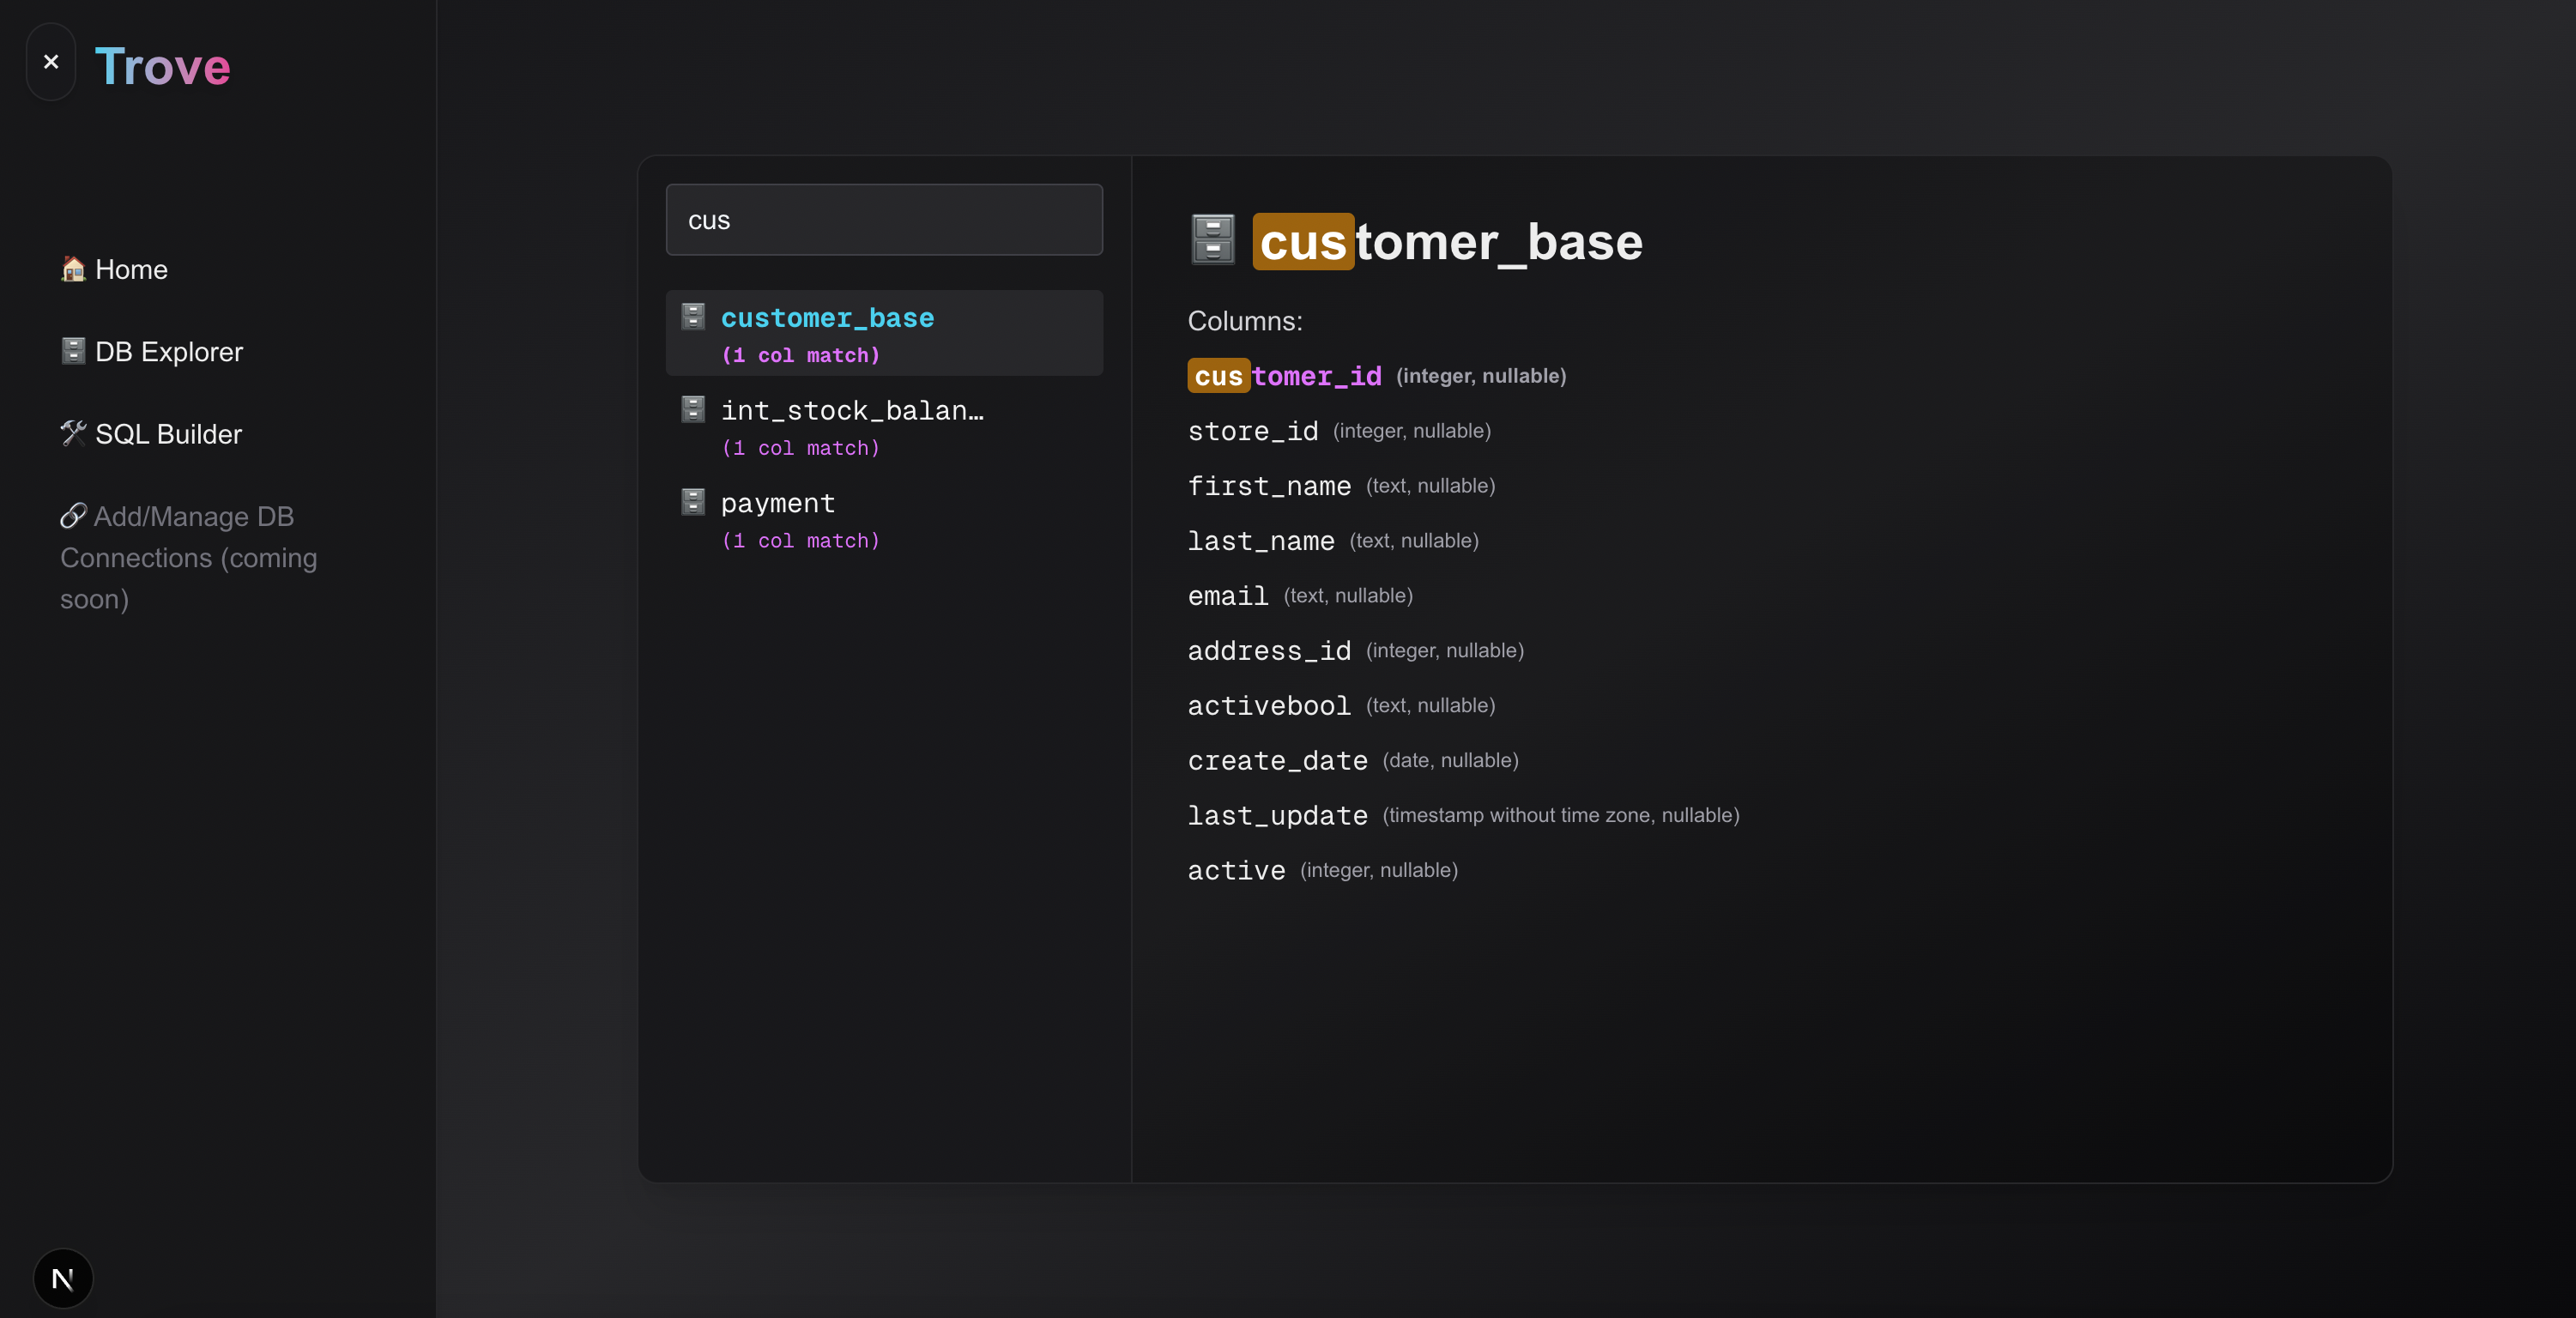 Trove
Home
DB Explorer
SQL Builder
Add/Manage DB
Connections (coming
soon)
N
cus
customer_base
(1 col match)
int_stock_balan…
(1 col match)
payment
(1 col match)
customer_base
Columns:
customer_id (integer, nullable)
store_id (integer, nullable)
first_name (text, nullable)
last_name (text, nullable)
email (text, nullable)
address_id (integer, nullable)
activebool (text, nullable)
create_date (date, nullable)
last_update (timestamp without time zone, nullable)
active (integer, nullable)